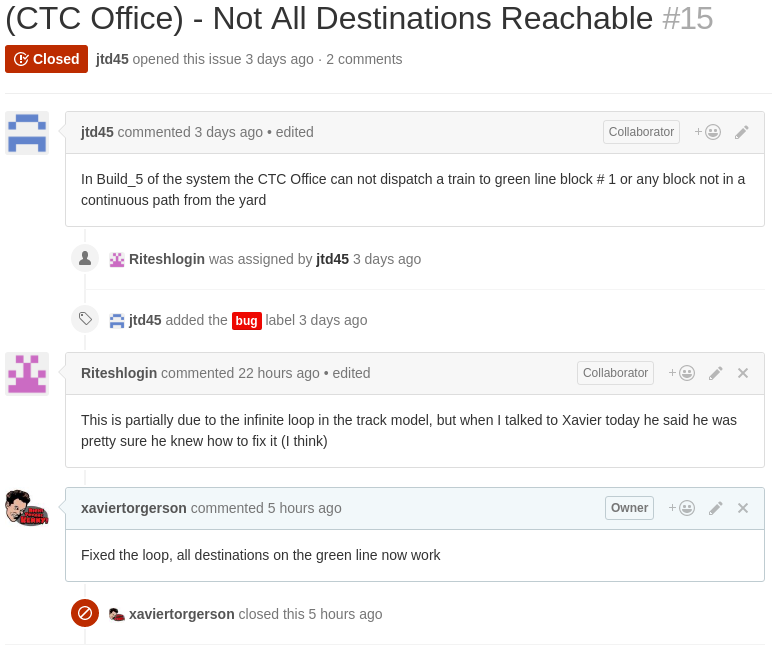 (CTC Office) - Not All Destinations Reachable #15
Closed jtd45 opened this issue 3 days ago · 2 comments
jtd45 commented 3 days ago • edited Collaborator +
In Build_5 of the system the CTC Office can not dispatch a train to green line block # 1 or any block not in a
continuous path from the yard
Riteshlogin was assigned by jtd45 3 days ago
jtd45 added the bug label 3 days ago
Riteshlogin commented 22 hours ago • edited Collaborator +
This is partially due to the infinite loop in the track model, but when I talked to Xavier today he said he was
pretty sure he knew how to fix it (I think)
xaviertorgerson commented 5 hours ago Owner +
Fixed the loop, all destinations on the green line now work
xaviertorgerson closed this 5 hours ago